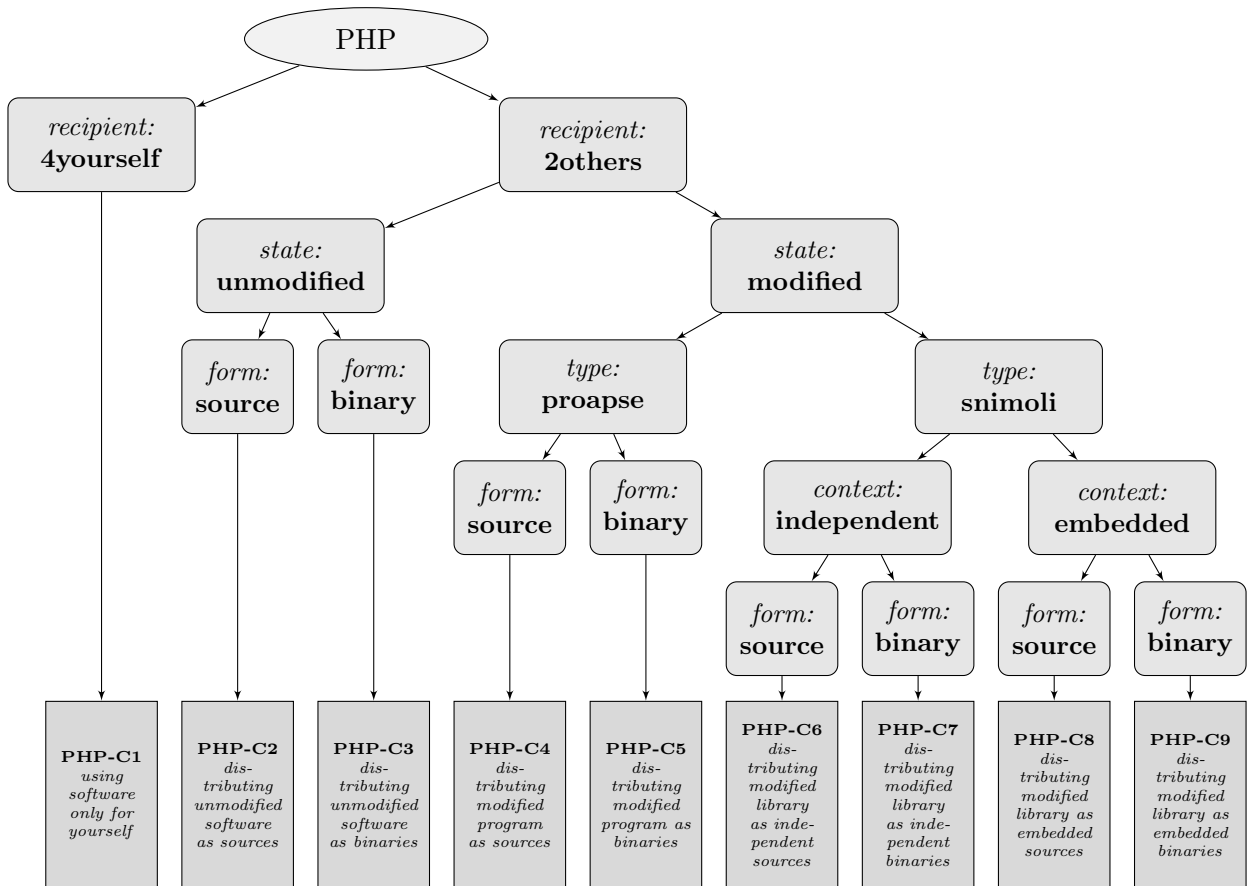 PHP
recipient:
4yourself
recipient:
2others
state:
unmodified
state:
modified
form:
source
form:
binary
type:
proapse
type:
snimoli
form:
source
form:
binary
context:
independent
context:
embedded
form:
source
form:
binary
form:
source
form:
binary
PHP-C1
using
software
only for
yourself
PHP-C2
dis-
tributing
unmodified
software
as sources
PHP-C3
dis-
tributing
unmodified
software
as binaries
PHP-C4
dis-
tributing
modified
program
as sources
PHP-C5
dis-
tributing
modified
program as
binaries
PHP-C6
dis-
tributing
modified
library
as inde-
pendent
sources
PHP-C7
dis-
tributing
modified
library
as inde-
pendent
binaries
PHP-C8
dis-
tributing
modified
library as
embedded
sources
PHP-C9
dis-
tributing
modified
library as
embedded
binaries